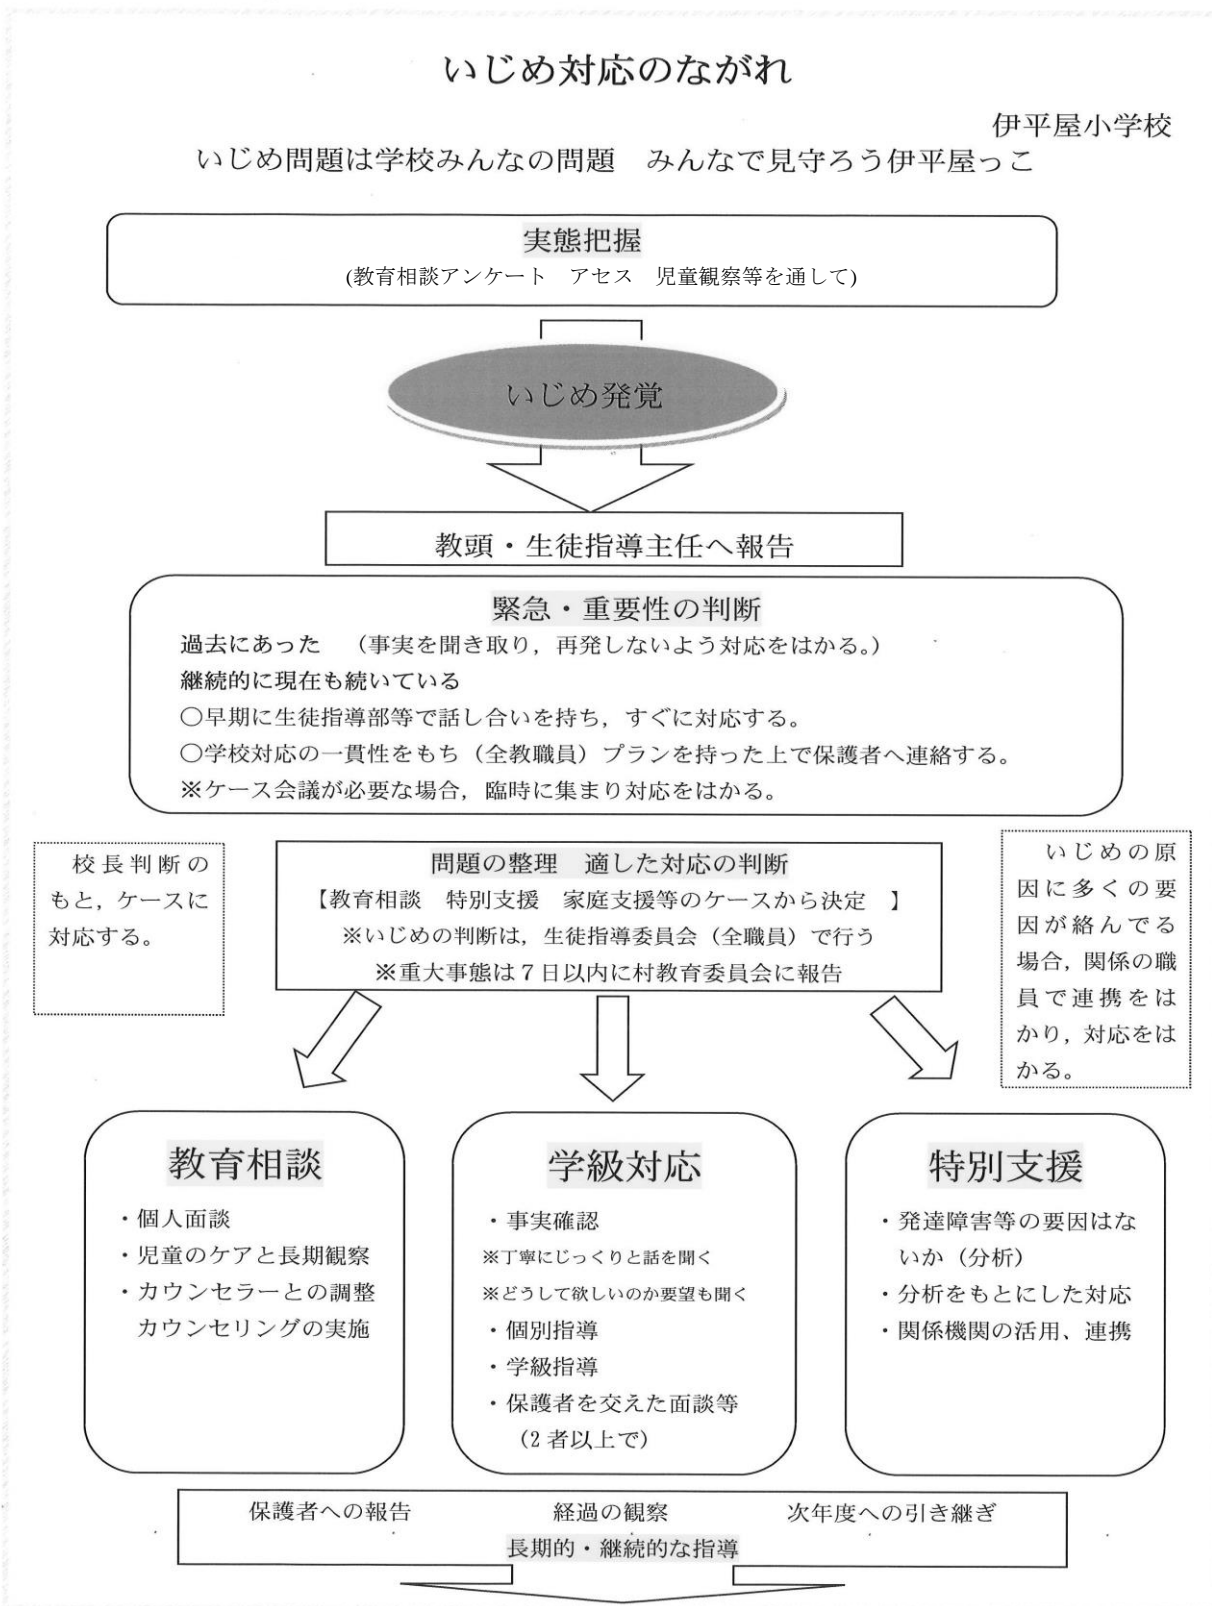 いじめ対応のながれ
伊平屋小学校
いじめ問題は学校みんなの問題　みんなで見守ろう伊平屋っこ
実態把握
(教育相談アンケート　アセス　児童観察等を通して)
いじめ発覚
教頭・生徒指導主任へ報告
緊急・重要性の判断
過去にあった　（事実を聞き取り，再発しないよう対応をはかる。）
継続的に現在も続いている
○早期に生徒指導部等で話し合いを持ち，すぐに対応する。
○学校対応の一貫性をもち（全教職員）プランを持った上で保護者へ連絡する。
※ケース会議が必要な場合，臨時に集まり対応をはかる。
校長判断の
もと，ケースに
対応する。
問題の整理　適した対応の判断
【教育相談　特別支援　家庭支援等のケースから決定　】
※いじめの判断は，生徒指導委員会（全職員）で行う
※重大事態は７日以内に村教育委員会に報告
いじめの原
因に多くの要
因が絡んでる
場合，関係の職
員で連携をは
かり，対応をは
かる。
教育相談
・個人面談
・児童のケアと長期観察
・カウンセラーとの調整
カウンセリングの実施
学級対応
・事実確認
※丁寧にじっくりと話を聞く
※どうして欲しいのか要望も聞く
・個別指導
・学級指導
・保護者を交えた面談等
（2 者以上で）
特別支援
・発達障害等の要因はな
いか（分析）
・分析をもとにした対応
・関係機関の活用、連携
保護者への報告　経過の観察　次年度への引き継ぎ
長期的・継続的な指導